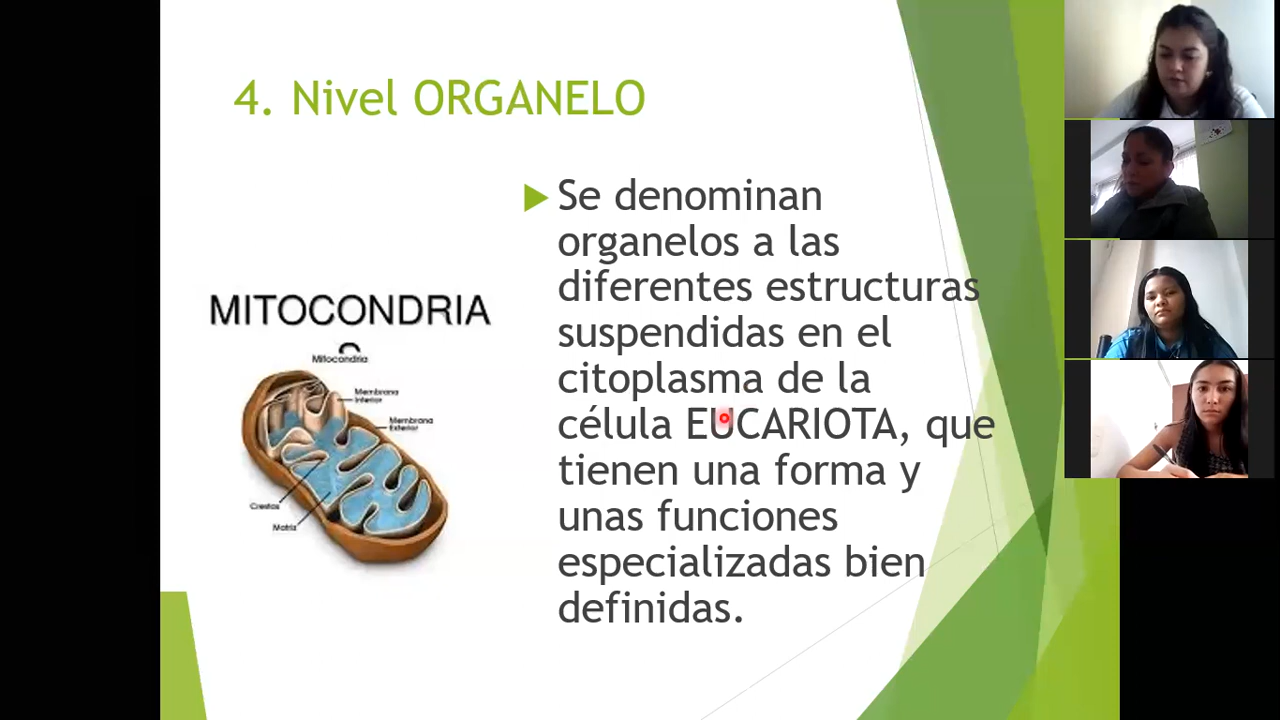 4. Nivel ORGANELO
Se denominan
organelos a las
diferentes estructuras
suspendidas en el
citoplasma de la
célula EUCARIOTA, que
tienen una forma y
unas funciones
especializadas bien
definidas.
MITOCONDRIA
Mitocondria
Membrana
Interior
Membrana
Exterior
Crestas
Matriz